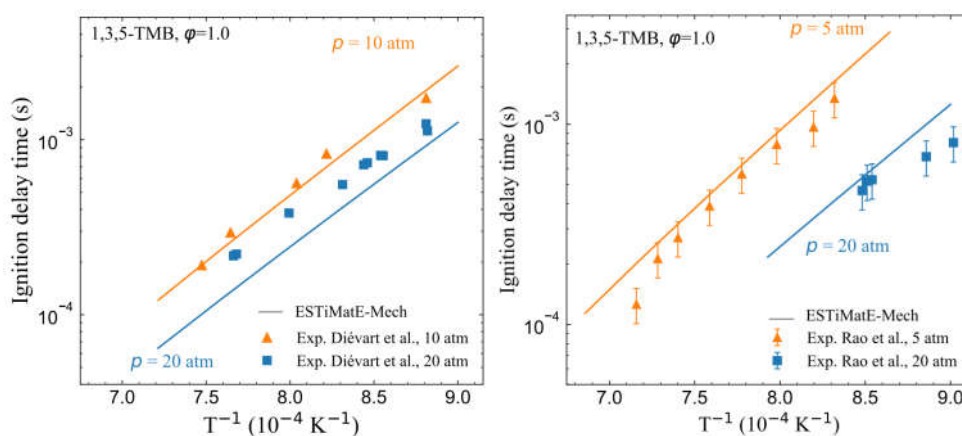 1,3,5-TMB, φ=1.0
p = 10 atm
Ignition delay time (s)
10⁻³
10⁻⁴
p = 20 atm
ESTiMatE-Mech
Exp. Diévart et al., 10 atm
Exp. Diévart et al., 20 atm
7.0 7.5 8.0 8.5 9.0
T⁻¹ (10⁻⁴ K⁻¹)
1,3,5-TMB, φ=1.0
p = 5 atm
Ignition delay time (s)
10⁻³
10⁻⁴
p = 20 atm
ESTiMatE-Mech
Exp. Rao et al., 5 atm
Exp. Rao et al., 20 atm
7.0 7.5 8.0 8.5 9.0
T⁻¹ (10⁻⁴ K⁻¹)